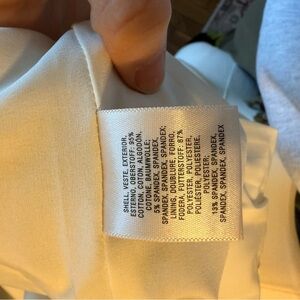 SHELL, VESTE, EXTERIOR,
ESTERNO, OBERSTOFF: 95%
COTTON, COTON, ALGODÓN,
COTONE, BAUMWOLLE;
5% SPANDEX, SPANDEX,
SPANDEX, SPANDEX, SPANDEX
LINING, DOUBLURE, FORRO,
FODERA, FUTTERSTOFF: 87%
POLYESTER, POLYESTER,
POLIÉSTER, POLIESTERE,
POLYESTER;
13% SPANDEX, SPANDEX,
SPANDEX, SPANDEX, SPANDEX